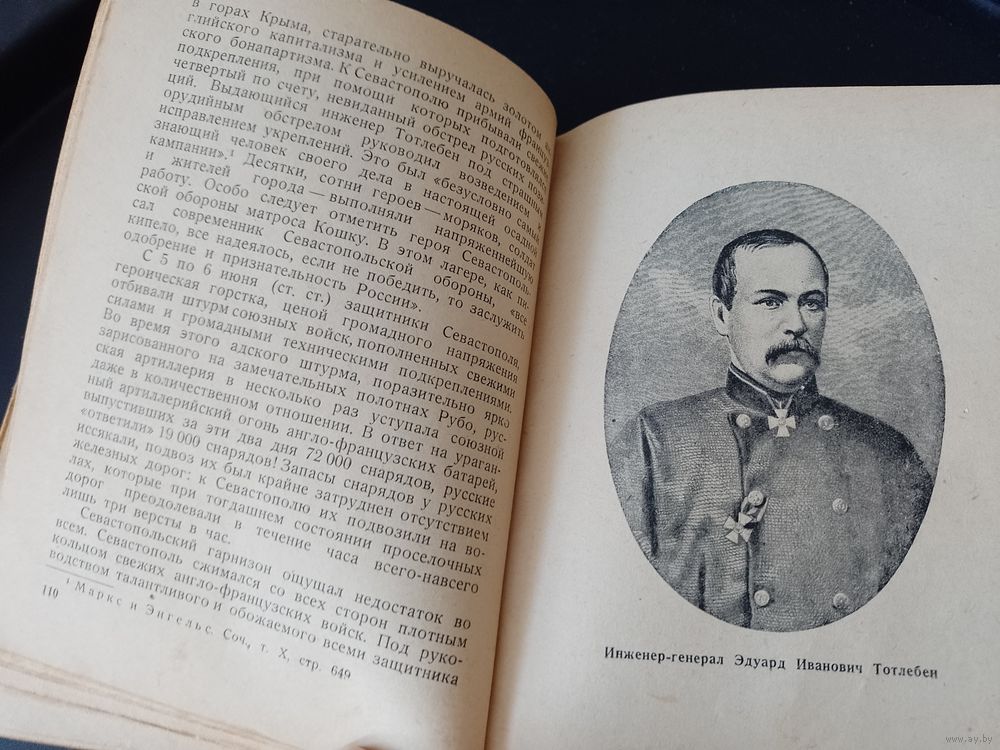 в горах Крыма, старательно выручалась золотом
глийского капитализма и усилением армий француз-
ского бонапартизма. К Севастополю прибывали свежие
подкрепления, при помощи которых подготовлялся
четвертый по счету, невиданный обстрел русских пози-
ций. Выдающийся инженер Тотлебен под страшным
орудийным обстрелом руководил возведением и
исправлением укреплений. Это был «безусловно самый
знающий человек своего дела в настоящей осадной
кампании».¹ Десятки, сотни героев — моряков, солдат
и жителей города — выполняли напряженнейшую
работу. Особо следует отметить героя Севастополь-
ской обороны матроса Кошку. В этом лагере, как пи-
сал современник Севастопольской обороны, «все
кипело, все надеялось, если не победить, то заслужить
одобрение и признательность России».
С 5 по 6 июня (ст. ст.) защитники Севастополя,
героическая горстка, ценой громадного напряжения
отбивали штурм союзных войск, пополненных свежими
силами и громадными техническими подкреплениями.
Во время этого адского штурма, поразительно ярко
зарисованного на замечательных полотнах Рубо, рус-
ская артиллерия в несколько раз уступала союзной
даже в количественном отношении. В ответ на ураган-
ный артиллерийский огонь англо-французских батарей,
выпустивших за эти два дня 72 000 снарядов, русские
«ответили» 19 000 снарядов! Запасы снарядов у русских
иссякали, подвоз их был крайне затруднен отсутствием
железных дорог: к Севастополю их подвозили на во-
лах, которые при тогдашнем состоянии проселочных
дорог преодолевали в течение часа всего-навсего
лишь три версты в час.
Севастопольский гарнизон ощущал недостаток во
всем. Севастополь сжимался со всех сторон плотным
кольцом свежих англо-французских войск. Под руко-
водством талантливого и обожаемого всеми защитника
¹ Маркс и Энгельс. Соч., т. X, стр. 649
110
Инженер-генерал Эдуард Иванович Тотлебен
www.ay.by